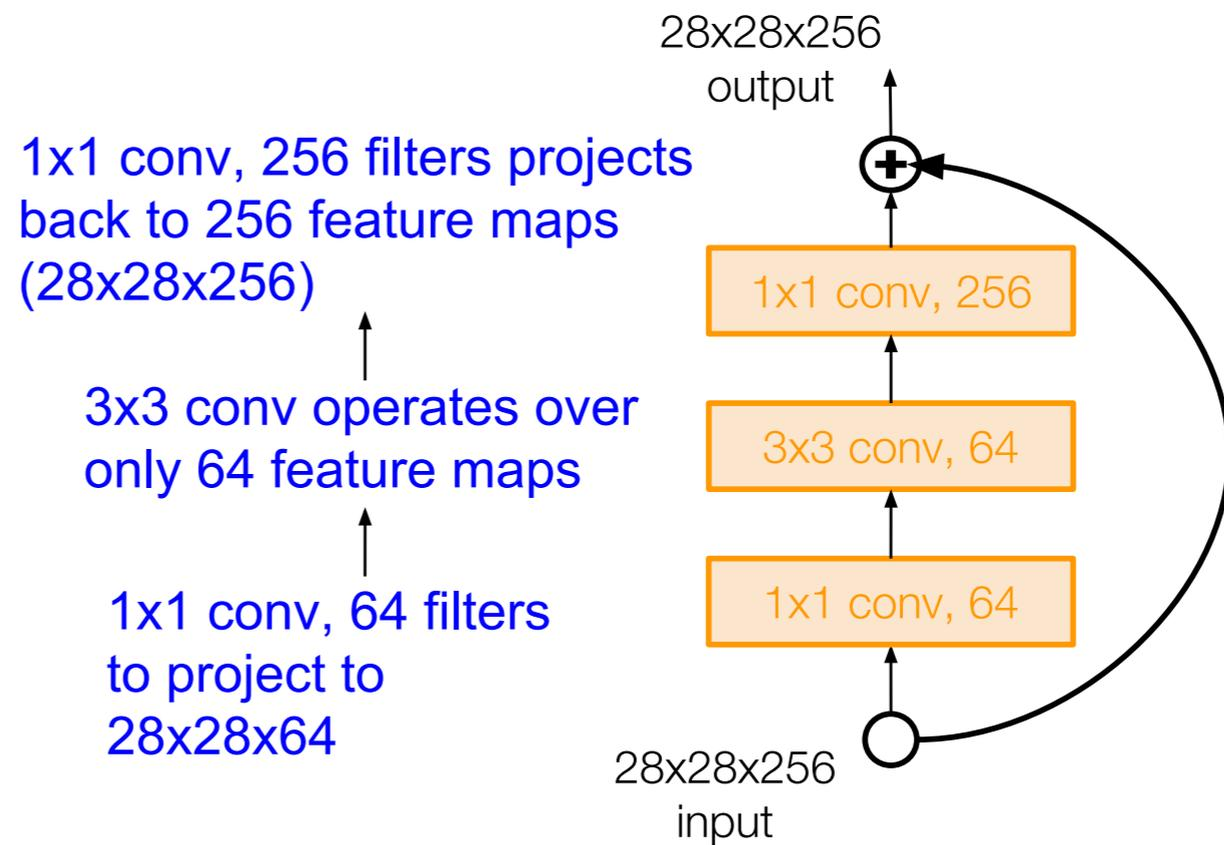 28x28x256
output
1x1 conv, 256 filters projects
back to 256 feature maps
(28x28x256)
3x3 conv operates over
only 64 feature maps
1x1 conv, 64 filters
to project to
28x28x64
+
1x1 conv, 256
3x3 conv, 64
1x1 conv, 64
28x28x256
input